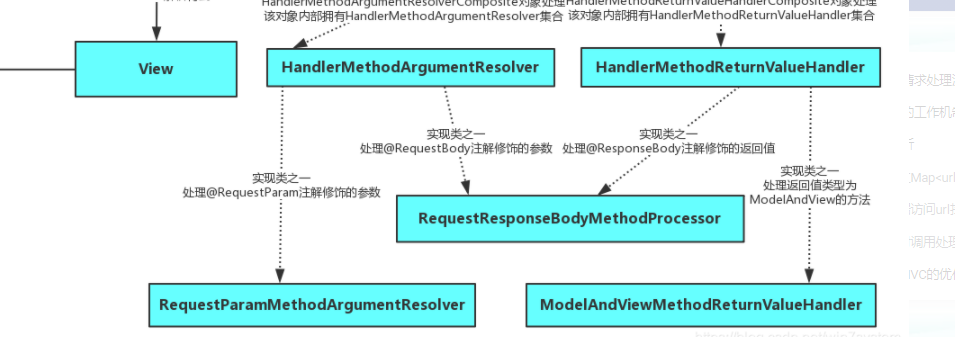 HandlerMethodArgumentResolverComposite对象处理
该对象内部拥有HandlerMethodArgumentResolver集合
HandlerMethodReturnValueHandlerComposite对象处理
该对象内部拥有HandlerMethodReturnValueHandler集合
View
HandlerMethodArgumentResolver
HandlerMethodReturnValueHandler
实现类之一
处理@RequestBody注解修饰的参数
实现类之一
处理@ResponseBody注解修饰的返回值
实现类之一
处理@RequestParam注解修饰的参数
实现类之一
处理返回值类型为
ModelAndView的方法
RequestResponseBodyMethodProcessor
RequestParamMethodArgumentResolver
ModelAndViewMethodReturnValueHandler
请求处理
的工作机
Map<url
访问url
调用处理